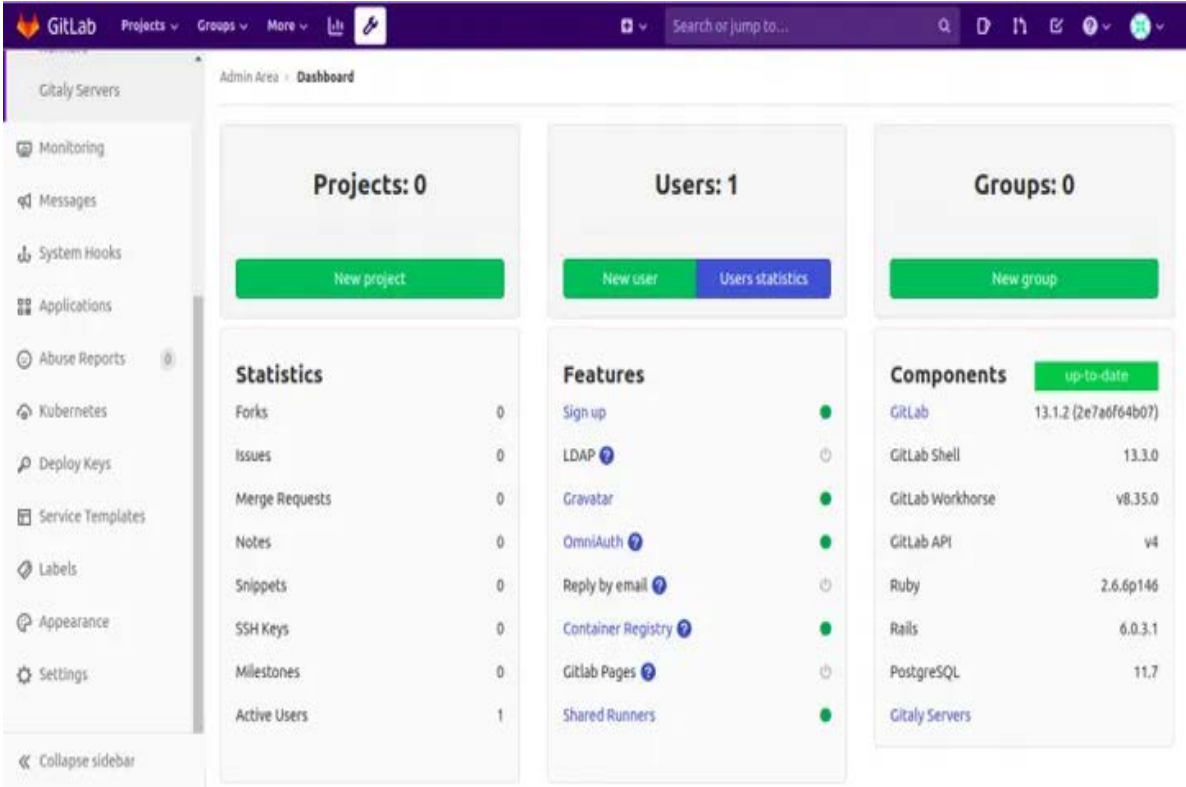 GitLab Projects Groups More Search or jump to...
Gitaly Servers
Monitoring
Messages
System Hooks
Applications
Abuse Reports 0
Kubernetes
Deploy Keys
Service Templates
Labels
Appearance
Settings
Collapse sidebar
Admin Area › Dashboard
Projects: 0
New project
Users: 1
New user Users statistics
Groups: 0
New group
Statistics
Forks 0
Issues 0
Merge Requests 0
Notes 0
Snippets 0
SSH Keys 0
Milestones 0
Active Users 1
Features
Sign up
LDAP ?
Gravatar
OmniAuth ?
Reply by email ?
Container Registry ?
Gitlab Pages ?
Shared Runners
Components up-to-date
GitLab 13.1.2 (2e7a6f64b07)
GitLab Shell 13.3.0
GitLab Workhorse v8.35.0
GitLab API v4
Ruby 2.6.6p146
Rails 6.0.3.1
PostgreSQL 11.7
Gitaly Servers